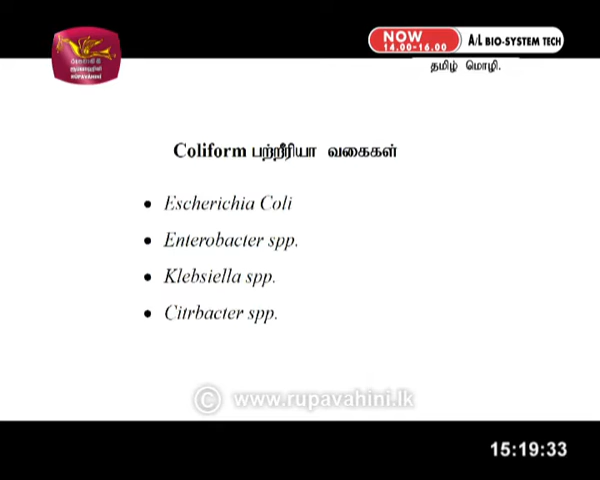 NOW
14.00-16.00
A/L BIO-SYSTEM TECH
தமிழ் மொழி.
RUPAVAHINI
Coliform பற்றீரியா வகைகள்
• Escherichia Coli
• Enterobacter spp.
• Klebsiella spp.
• Citrbacter spp.
© www.rupavahini.lk
15:19:33